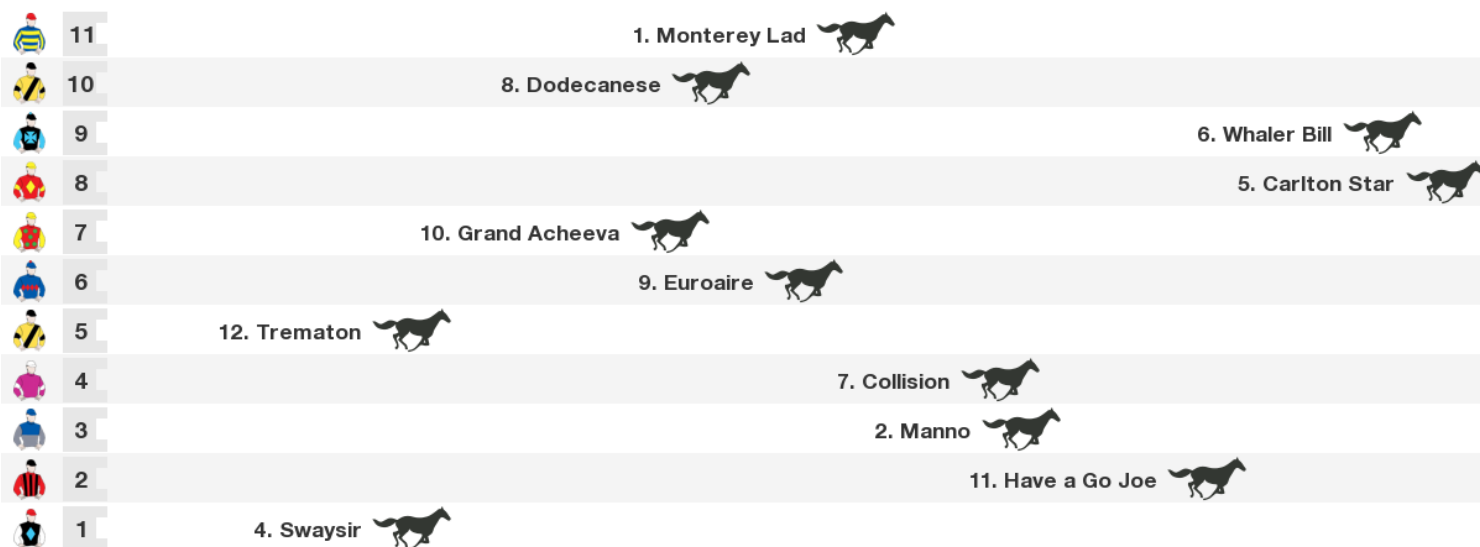 11 1. Monterey Lad
10 8. Dodecanese
9 6. Whaler Bill
8 5. Carlton Star
7 10. Grand Acheeva
6 9. Euroaire
5 12. Trematon
4 7. Collision
3 2. Manno
2 11. Have a Go Joe
1 4. Swaysir